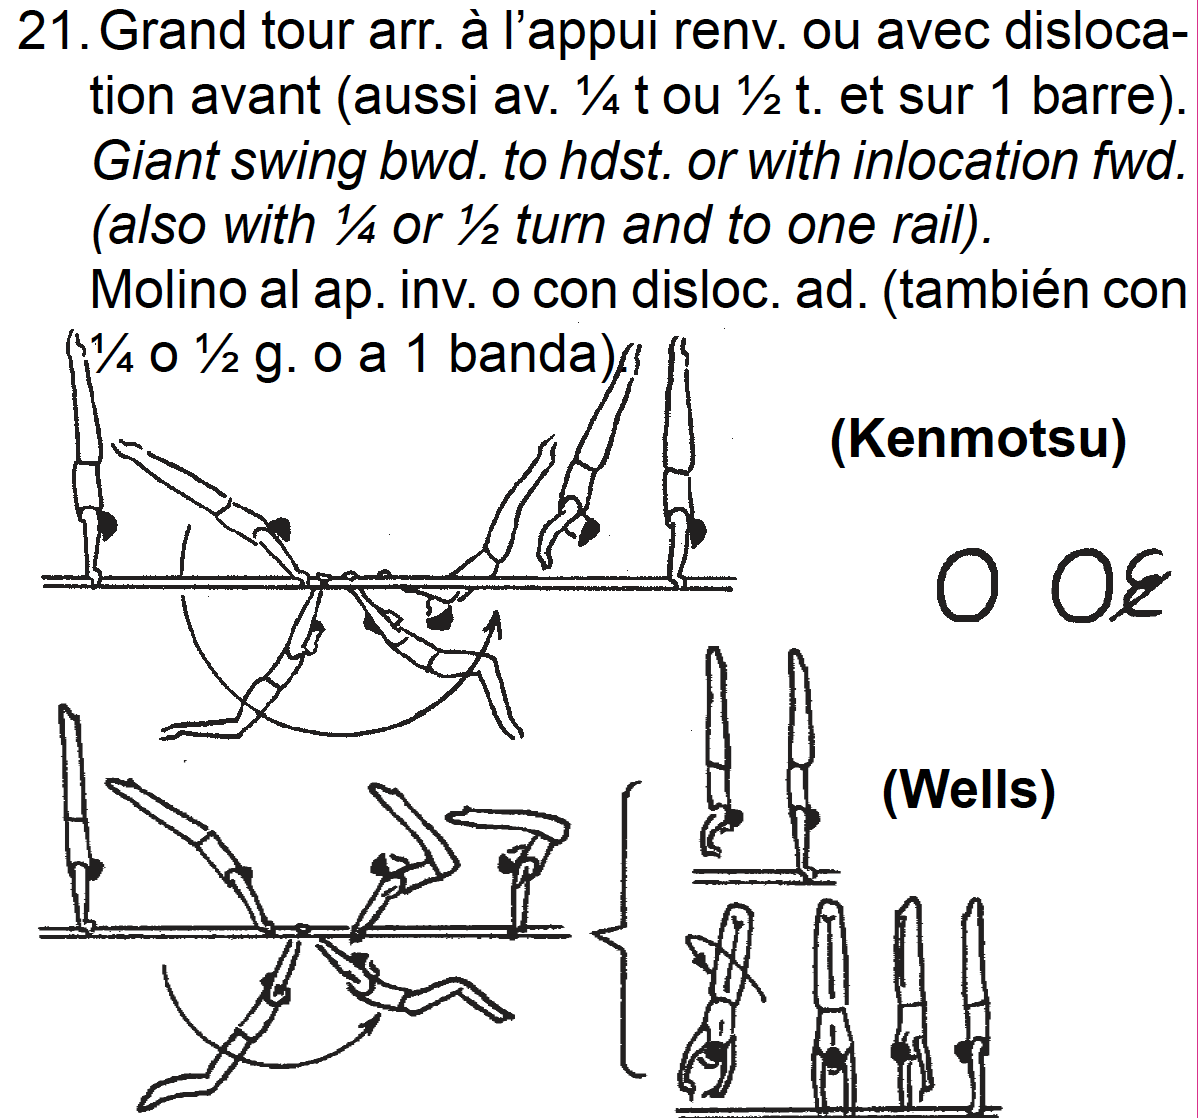 21. Grand tour arr. à l’appui renv. ou avec disloca-
tion avant (aussi av. ¼ t ou ½ t. et sur 1 barre).
Giant swing bwd. to hdst. or with inlocation fwd.
(also with ¼ or ½ turn and to one rail).
Molino al ap. inv. o con disloc. ad. (también con
¼ o ½ g. o a 1 banda).
(Kenmotsu)
(Wells)